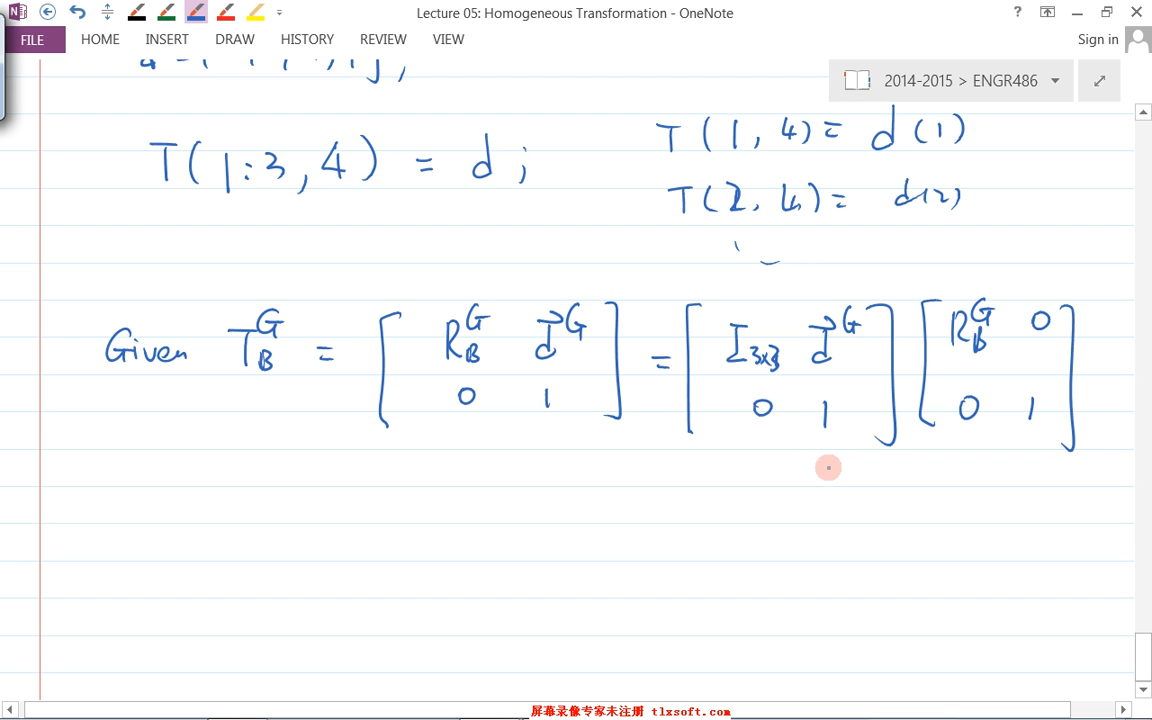 Lecture 05: Homogeneous Transformation - OneNote
FILE HOME INSERT DRAW HISTORY REVIEW VIEW Sign in
2014-2015 > ENGR486
T(1:3,4) = d;
T(1,4) = d(1)
T(2,4) = d(2)
Given T_B^G = [ R_B^G d⃗^G ; 0 1 ] = [ I_{3x3} d⃗^G ; 0 1 ] [ R_B^G 0 ; 0 1 ]
屏幕录像专家未注册 tlxsoft.com